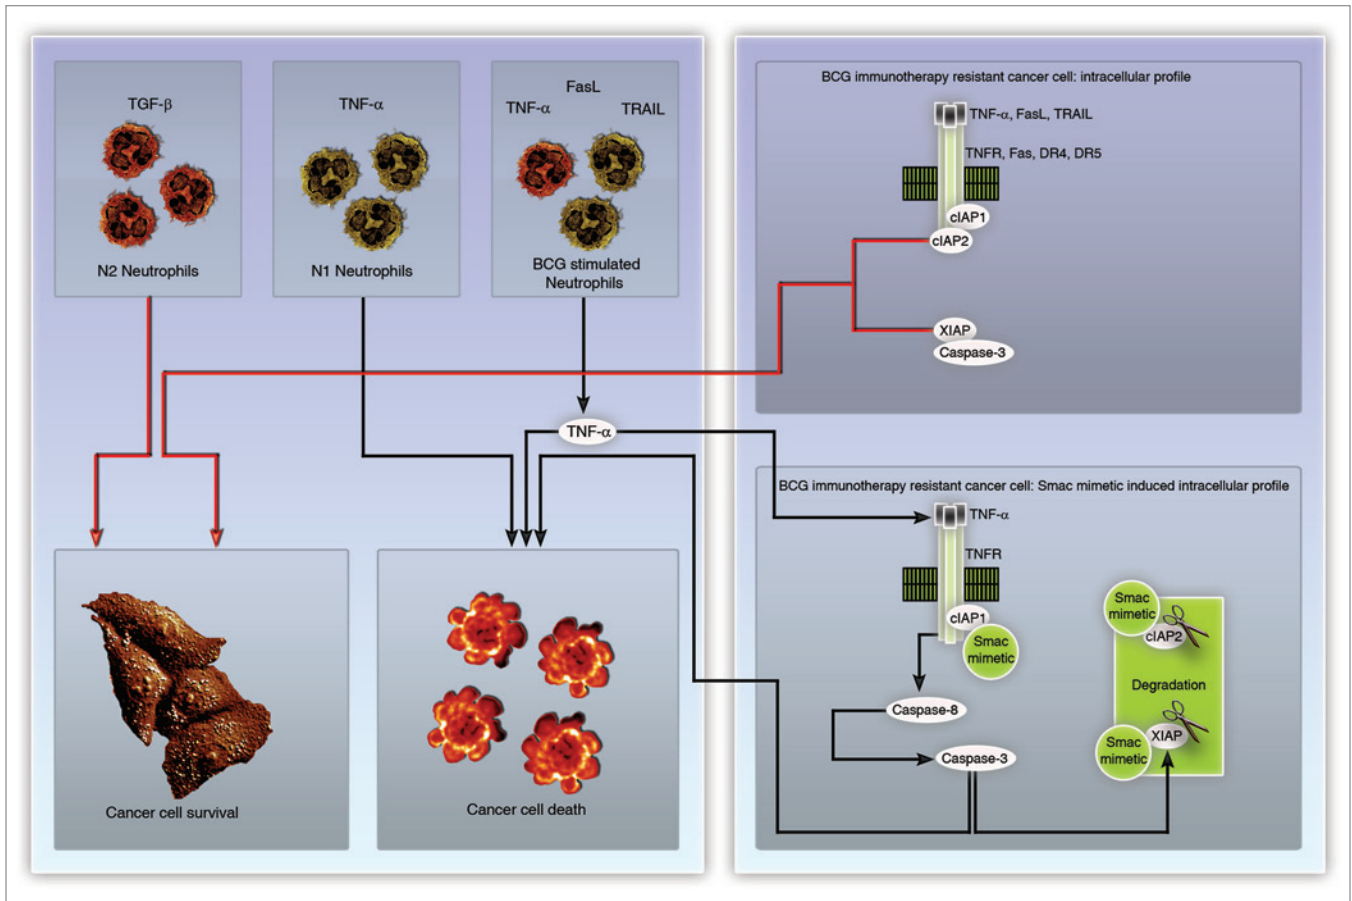 TGF-β
N2 Neutrophils
TNF-α
N1 Neutrophils
FasL
TNF-α
TRAIL
BCG stimulated
Neutrophils
TNF-α
Cancer cell survival
Cancer cell death
BCG immunotherapy resistant cancer cell: intracellular profile
TNF-α, FasL, TRAIL
TNFR, Fas, DR4, DR5
cIAP1
cIAP2
XIAP
Caspase-3
BCG immunotherapy resistant cancer cell: Smac mimetic induced intracellular profile
TNF-α
TNFR
cIAP1
Smac
mimetic
Caspase-8
Caspase-3
Smac
mimetic
cIAP2
Degradation
XIAP
Smac
mimetic